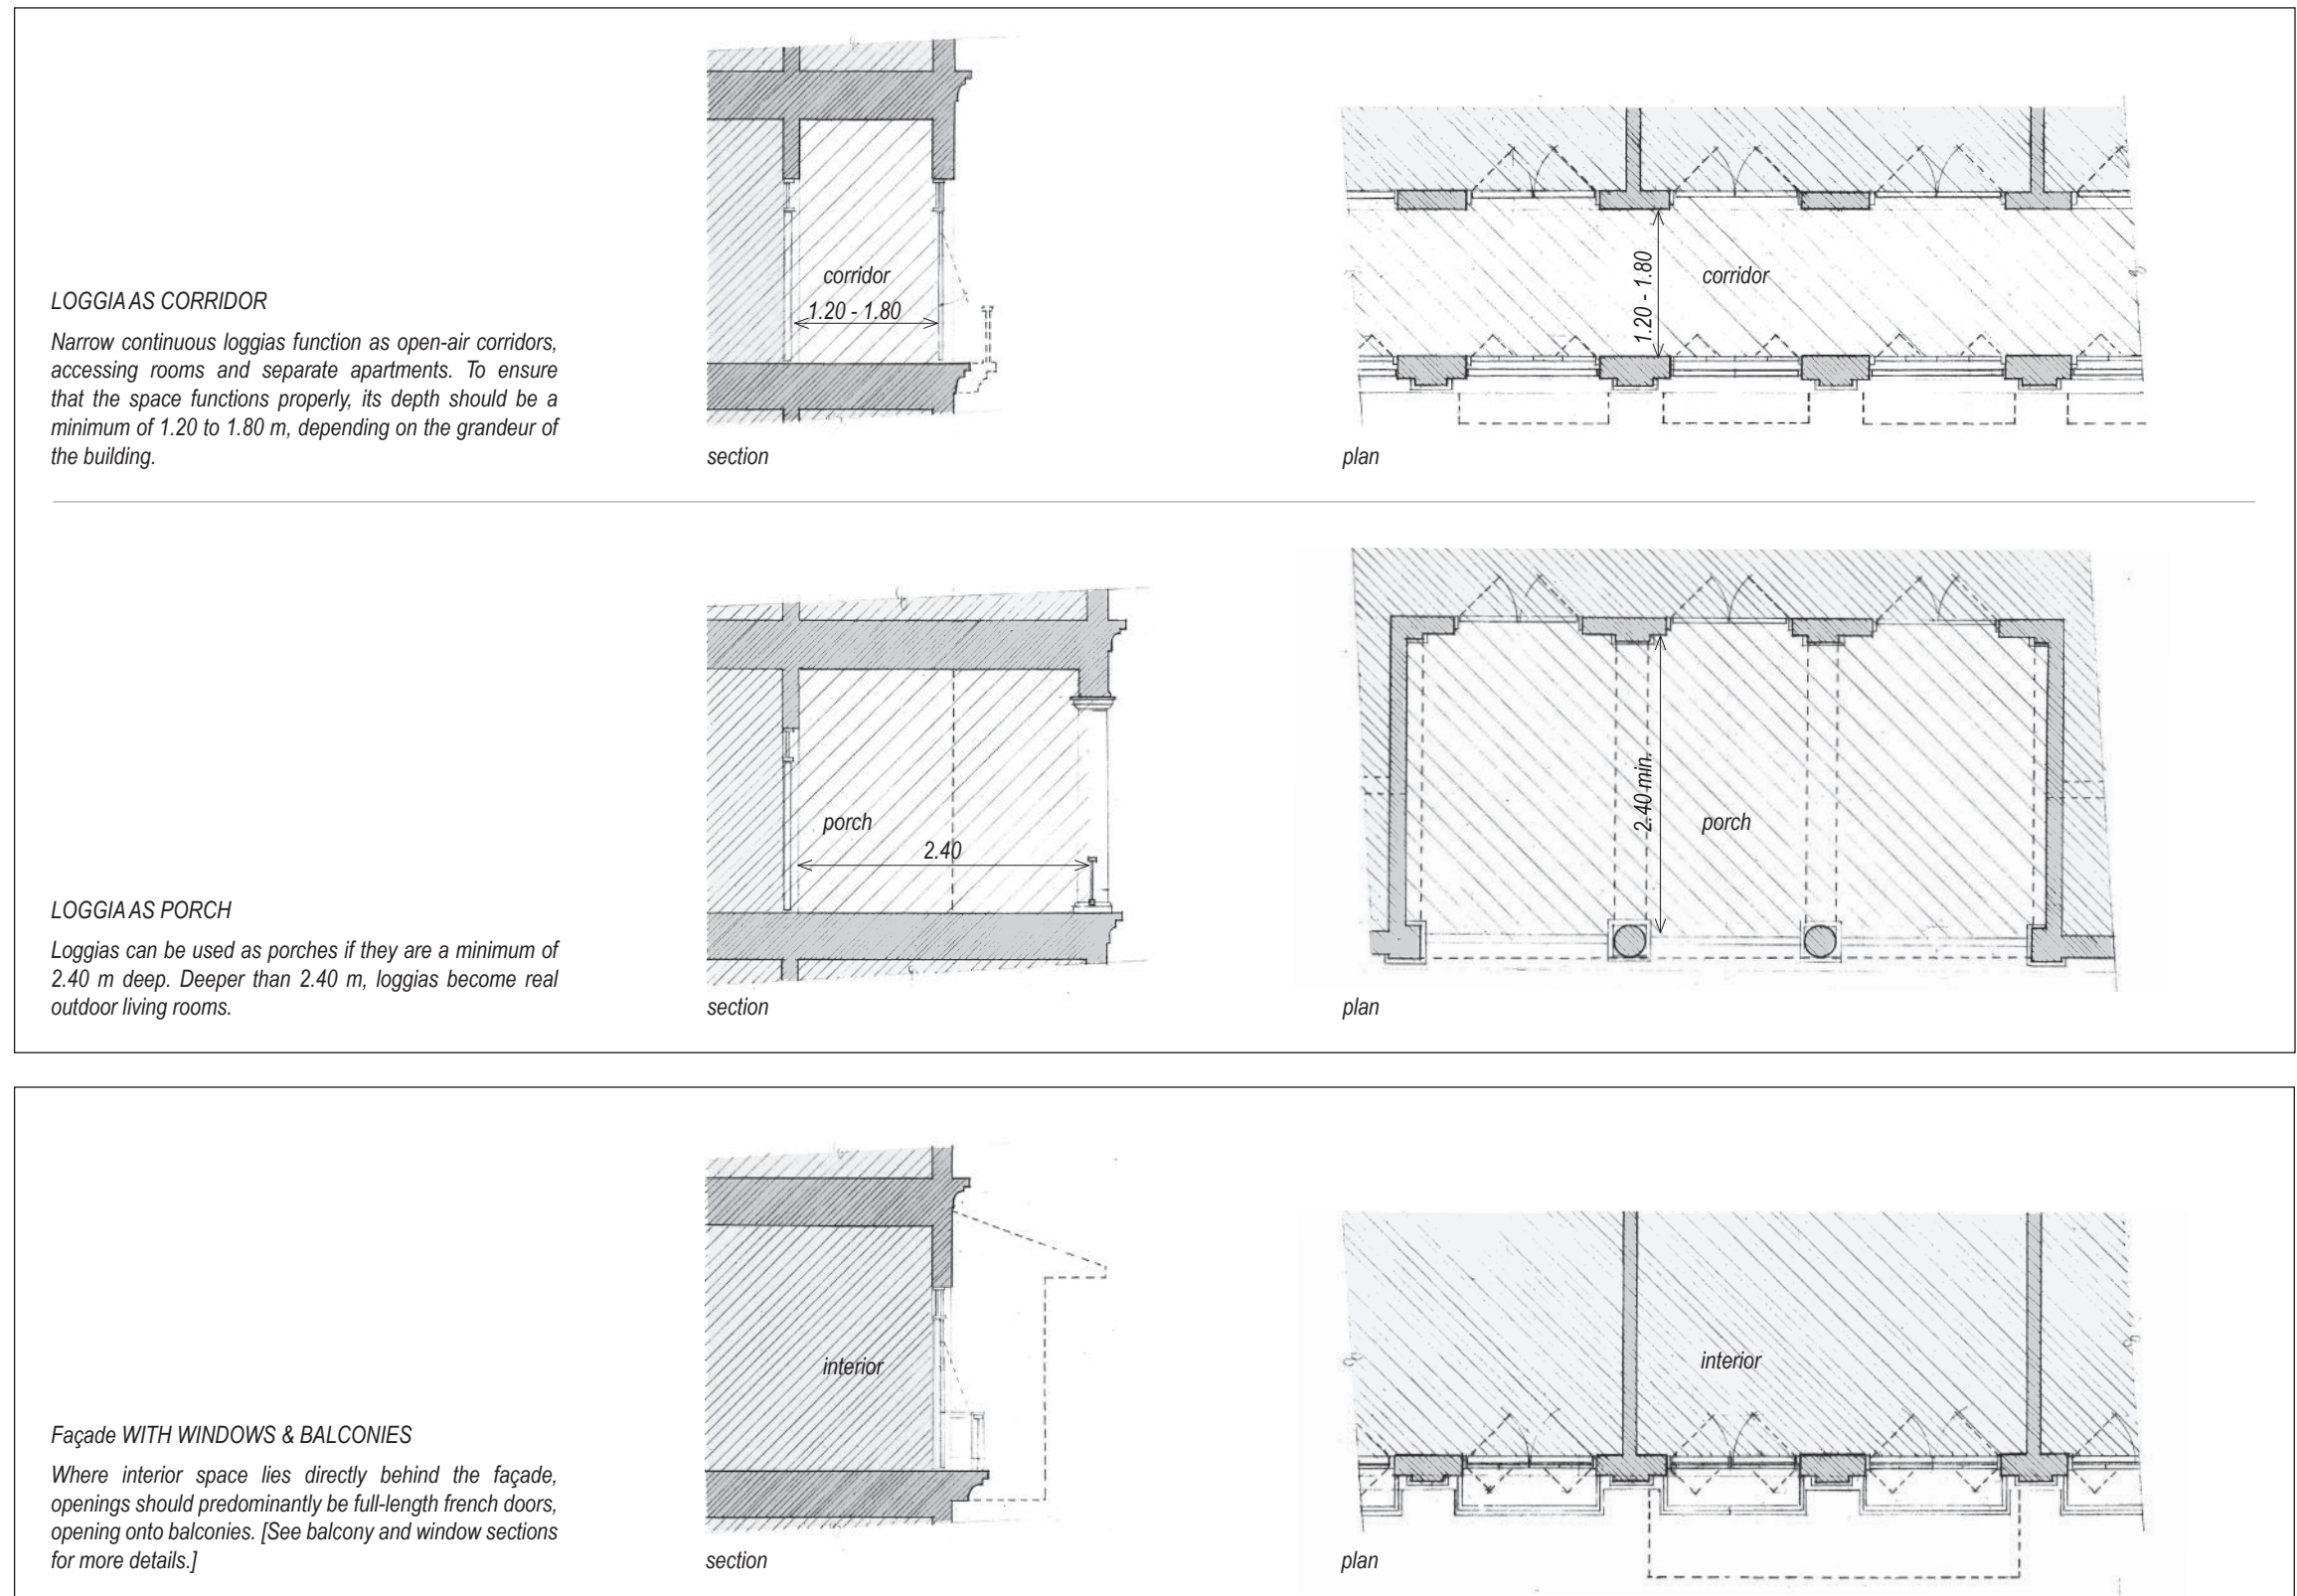 LOGGIA AS CORRIDOR
Narrow continuous loggias function as open-air corridors,
accessing rooms and separate apartments. To ensure
that the space functions properly, its depth should be a
minimum of 1.20 to 1.80 m, depending on the grandeur of
the building.
corridor
1.20 - 1.80
section
1.20 - 1.80
corridor
plan
LOGGIA AS PORCH
Loggias can be used as porches if they are a minimum of
2.40 m deep. Deeper than 2.40 m, loggias become real
outdoor living rooms.
porch
2.40
section
2.40 min.
porch
plan
Façade WITH WINDOWS & BALCONIES
Where interior space lies directly behind the façade,
openings should predominantly be full-length french doors,
opening onto balconies. [See balcony and window sections
for more details.]
interior
section
interior
plan